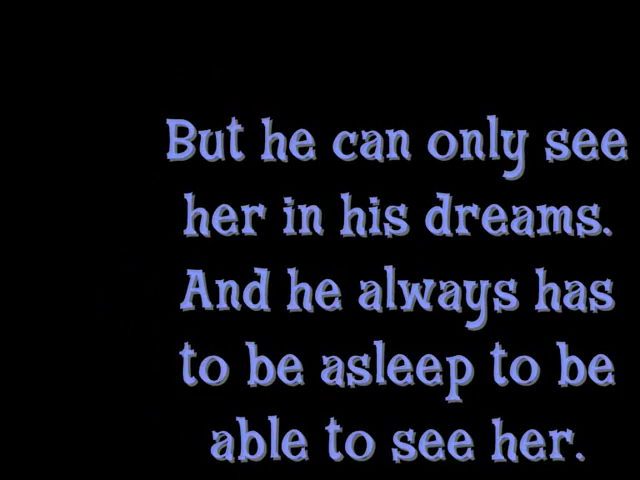 But he can only see
her in his dreams.
And he always has
to be asleep to be
able to see her.